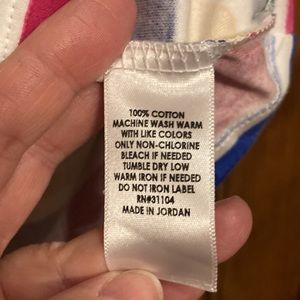 100% COTTON
MACHINE WASH WARM
WITH LIKE COLORS
ONLY NON-CHLORINE
BLEACH IF NEEDED
TUMBLE DRY LOW
WARM IRON IF NEEDED
DO NOT IRON LABEL
RN#31104
MADE IN JORDAN